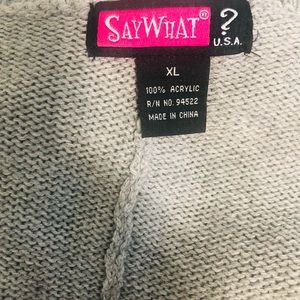 SAYWHAT ?
U.S.A.
XL
100% ACRYLIC
R/N NO. 94522
MADE IN CHINA